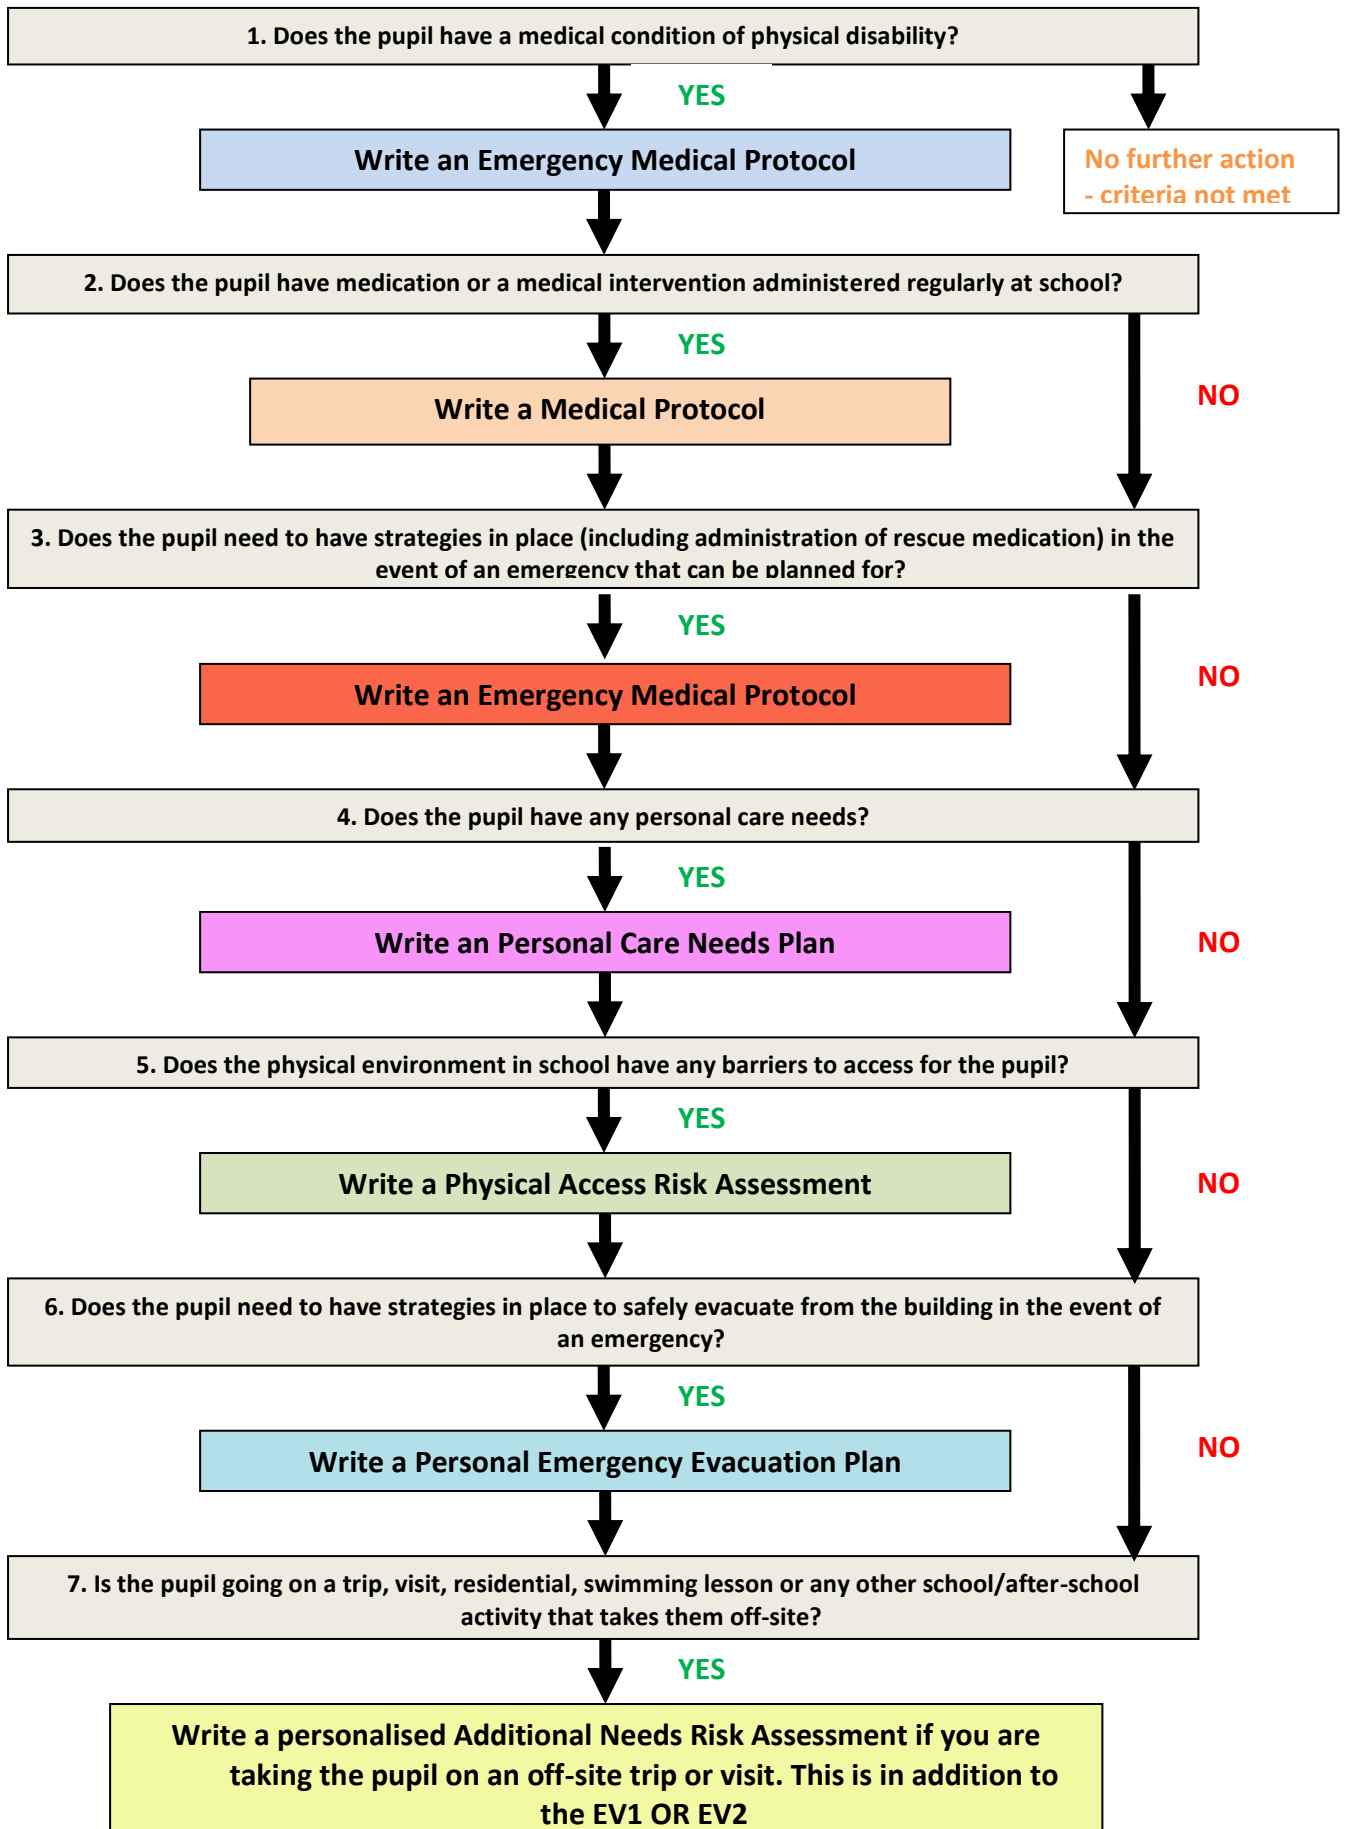 1. Does the pupil have a medical condition of physical disability?
YES
Write an Emergency Medical Protocol
No further action
- criteria not met
2. Does the pupil have medication or a medical intervention administered regularly at school?
YES
NO
Write a Medical Protocol
3. Does the pupil need to have strategies in place (including administration of rescue medication) in the
event of an emergency that can be planned for?
YES
NO
Write an Emergency Medical Protocol
4. Does the pupil have any personal care needs?
YES
NO
Write an Personal Care Needs Plan
5. Does the physical environment in school have any barriers to access for the pupil?
YES
NO
Write a Physical Access Risk Assessment
6. Does the pupil need to have strategies in place to safely evacuate from the building in the event of
an emergency?
YES
NO
Write a Personal Emergency Evacuation Plan
7. Is the pupil going on a trip, visit, residential, swimming lesson or any other school/after-school
activity that takes them off-site?
YES
Write a personalised Additional Needs Risk Assessment if you are
taking the pupil on an off-site trip or visit. This is in addition to
the EV1 OR EV2